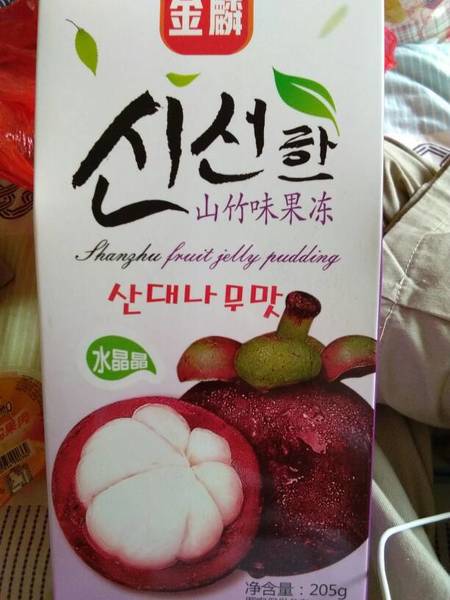 金麟
신선한
山竹味果冻
Shanzhu fruit jelly pudding
산대나무맛
水晶晶
净含量：205g